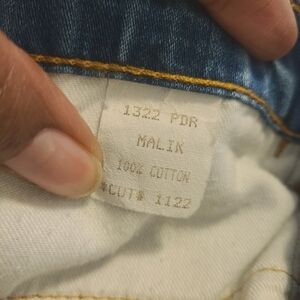 1322 PDR
MALIK
100% COTTON
*CUT# 1122